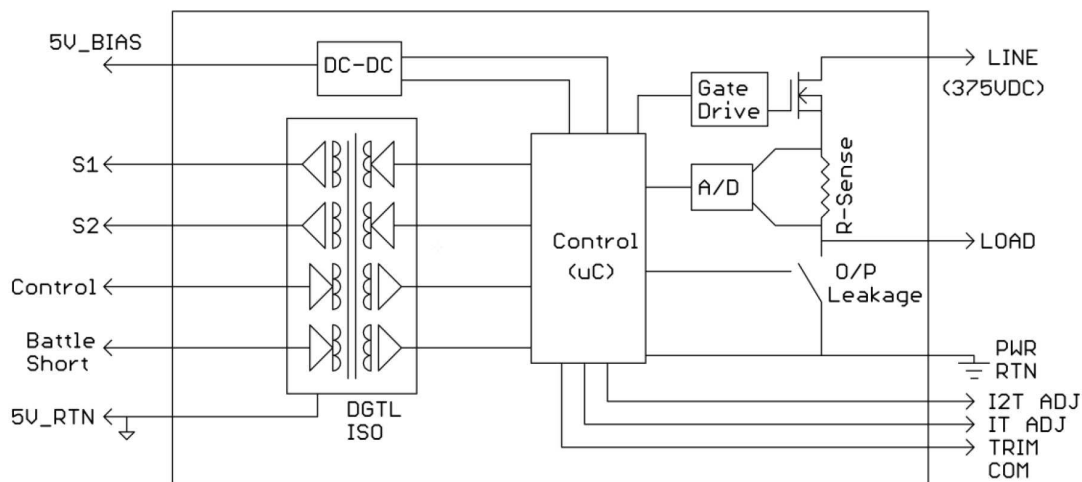 5V_BIAS
DC-DC
LINE
(375VDC)
Gate
Drive
S1
A/D
R-Sense
S2
Control
(uC)
LOAD
Control
O/P
Leakage
Battle
Short
PWR
RTN
5V_RTN
DGTL
ISO
I2T ADJ
IT ADJ
TRIM
COM